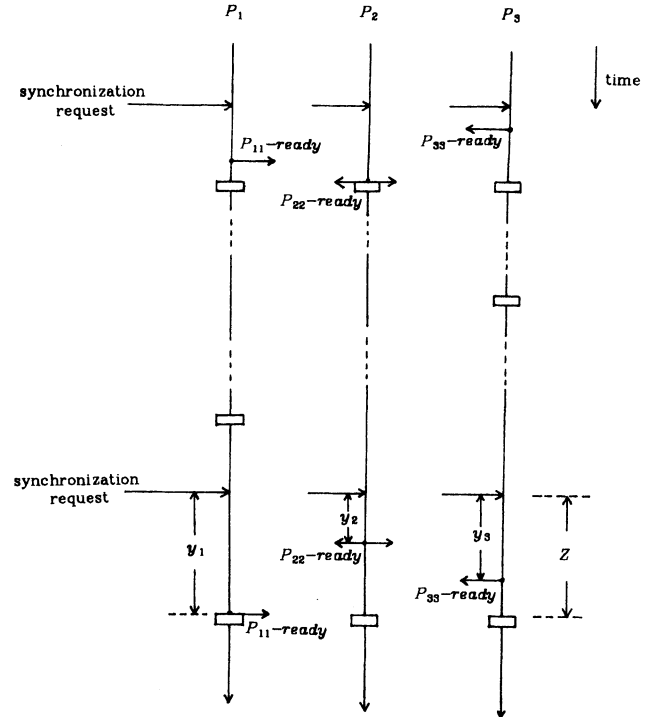 P₁ P₂ P₃
time
synchronization
request
P₁₁-ready
P₃₃-ready
P₂₂-ready
synchronization
request
y₁
y₂
y₃
Z
P₂₂-ready
P₃₃-ready
P₁₁-ready